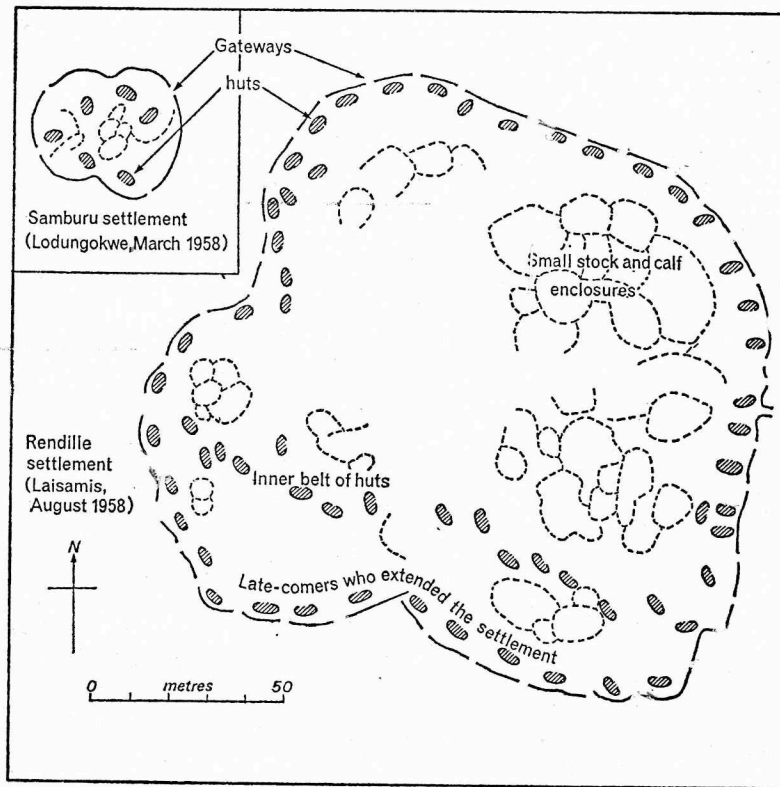 Gateways
huts
Samburu settlement
(Lodungokwe, March 1958)
Small stock and calf
enclosures
Rendille
settlement
(Laisamis,
August 1958)
Inner belt of huts
N
Late-comers who extended the settlement
0 metres 50